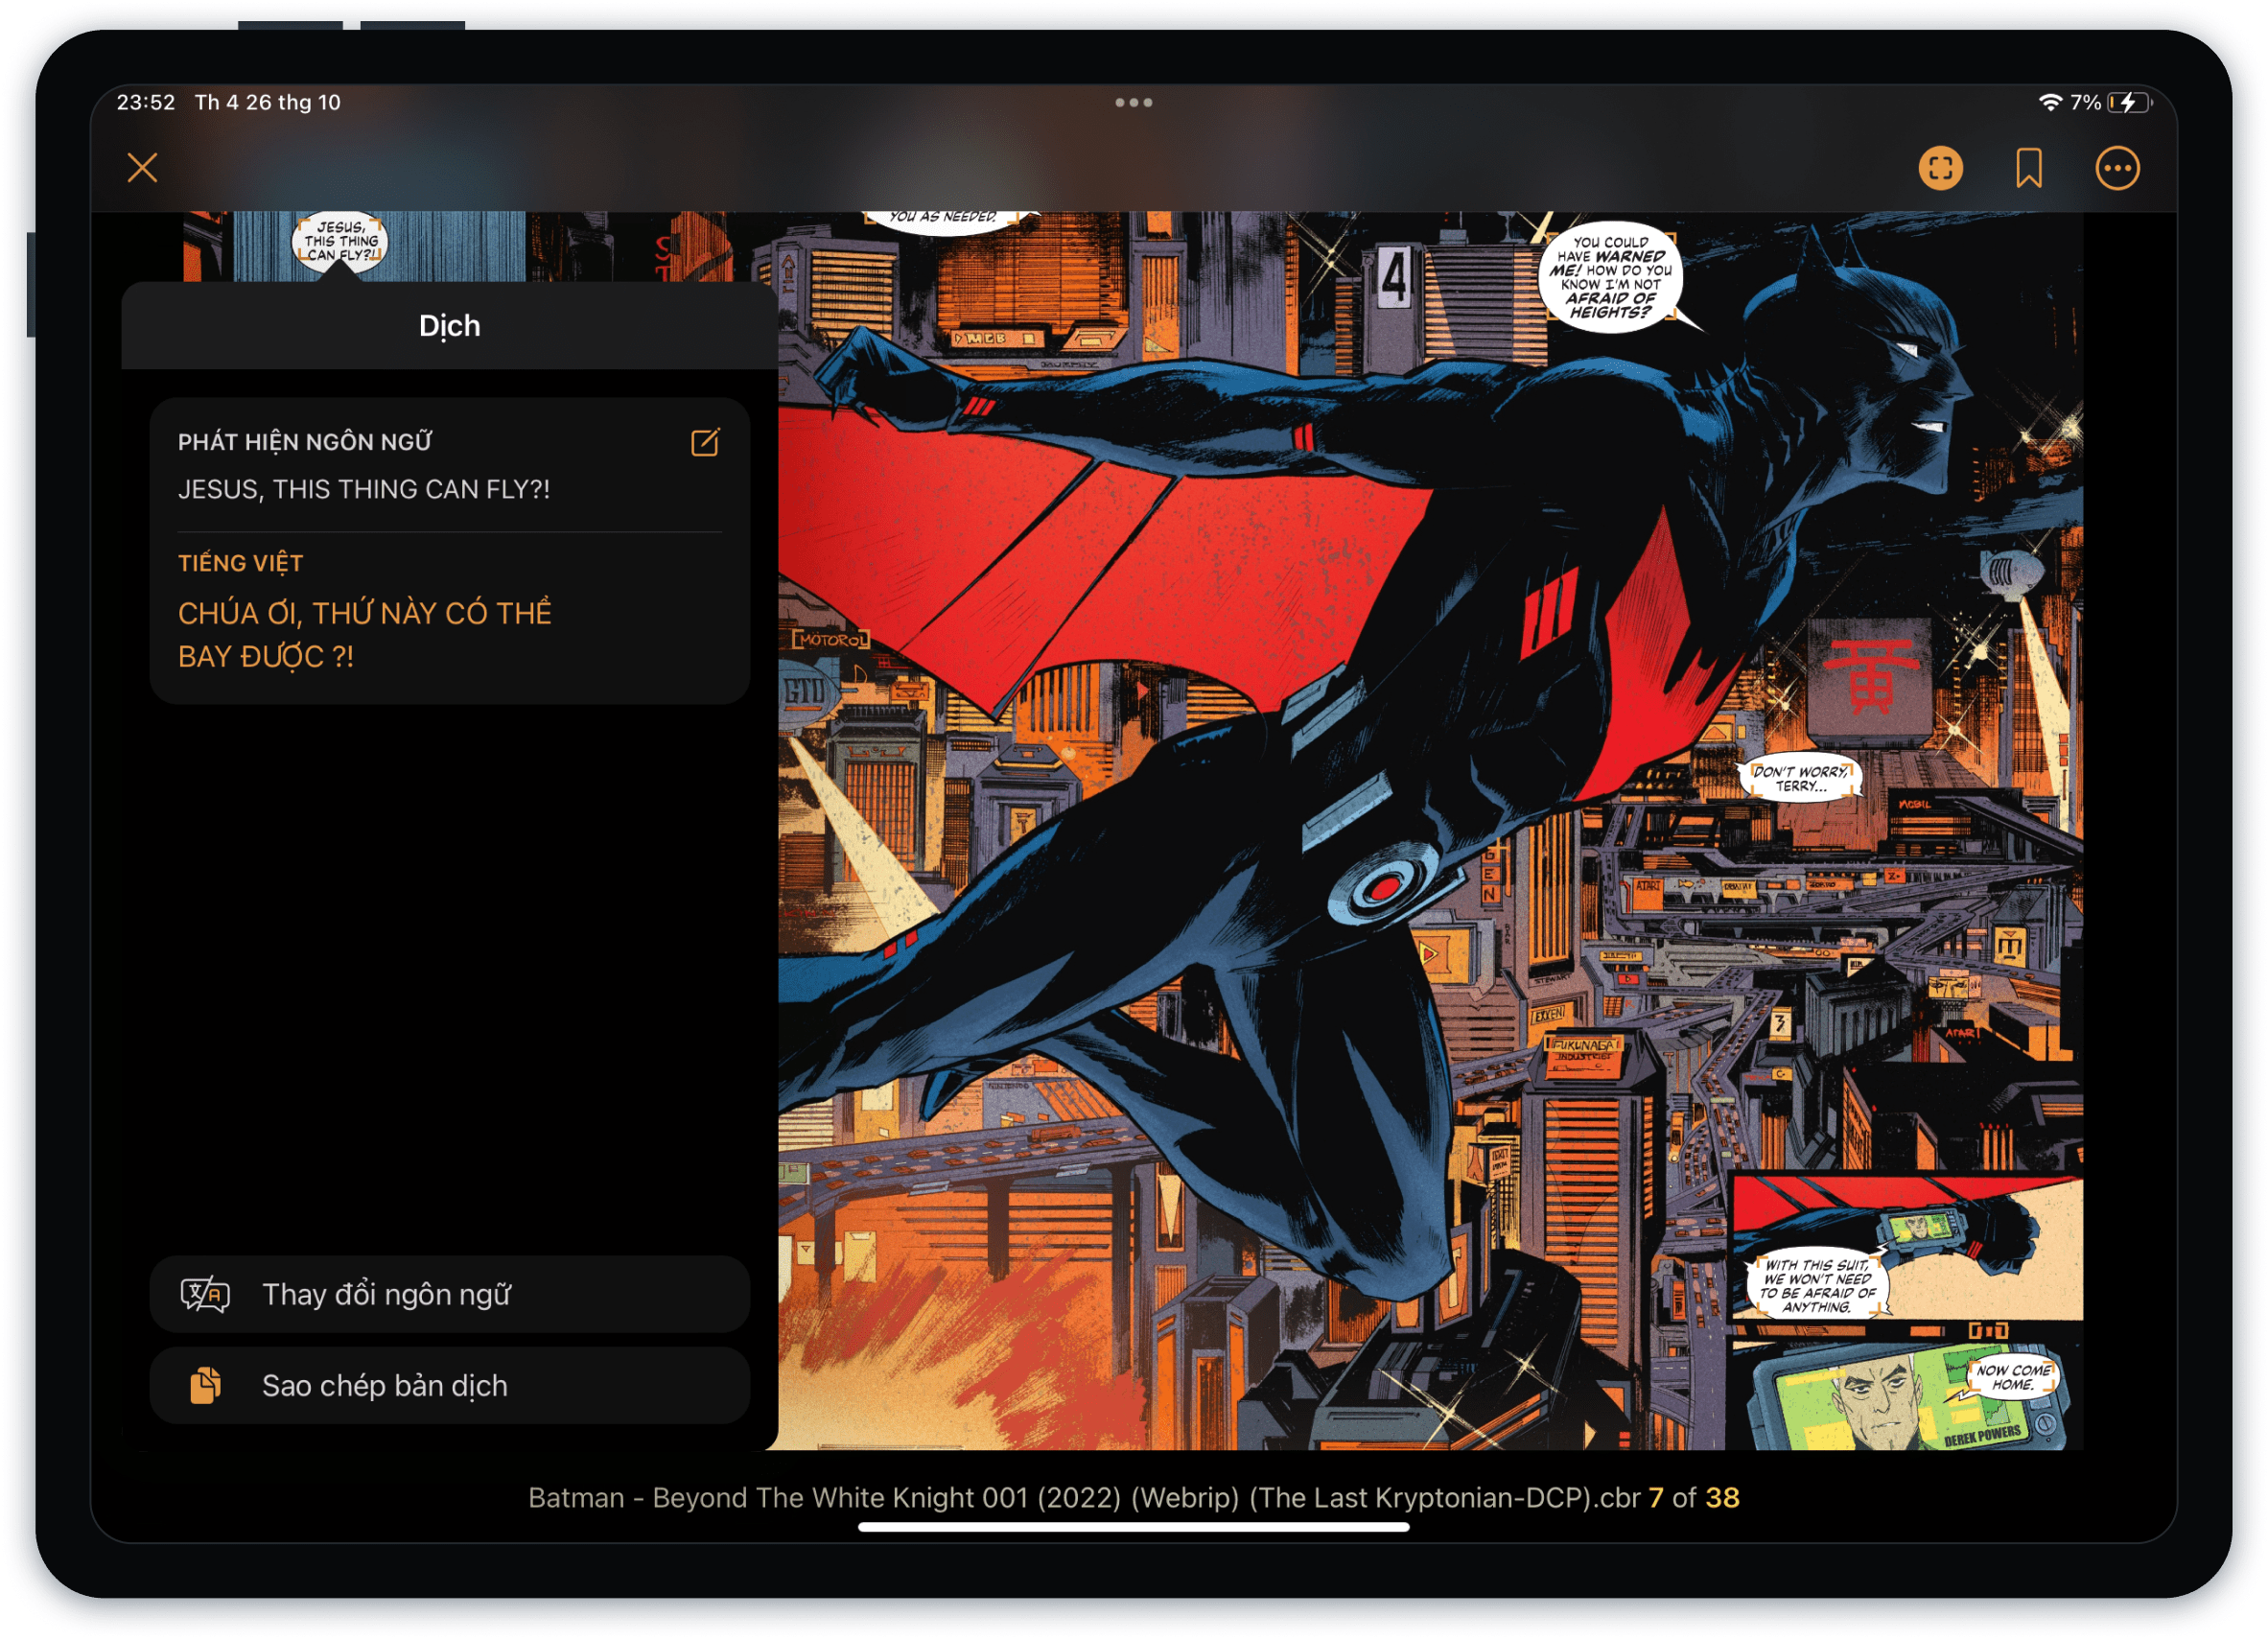 23:52 Th 4 26 thg 10
7%
YOU AS NEEDED.
JESUS,
THIS THING
CAN FLY?!
4
YOU COULD
HAVE WARNED
ME! HOW DO YOU
KNOW I'M NOT
AFRAID OF
HEIGHTS?
Dịch
PHÁT HIỆN NGÔN NGỮ
JESUS, THIS THING CAN FLY?!
TIẾNG VIỆT
CHÚA ƠI, THỨ NÀY CÓ THỂ
BAY ĐƯỢC ?!
GTO
DON'T WORRY,
TERRY...
MOBIL
ATARI
3
ATARI
FUKUNAGA
INDUSTRIES
WITH THIS SUIT,
WE WON'T NEED
TO BE AFRAID OF
ANYTHING.
Thay đổi ngôn ngữ
Sao chép bản dịch
NOW COME
HOME.
DEREK POWERS
Batman - Beyond The White Knight 001 (2022) (Webrip) (The Last Kryptonian-DCP).cbr 7 of 38